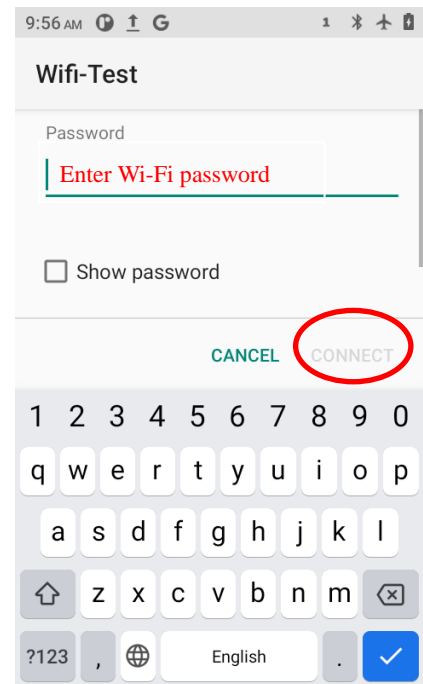 9:56 AM G 1
Wifi-Test
Password
Enter Wi-Fi password
Show password
CANCEL CONNECT
1 2 3 4 5 6 7 8 9 0
q w e r t y u i o p
a s d f g h j k l
z x c v b n m
?123 , English .